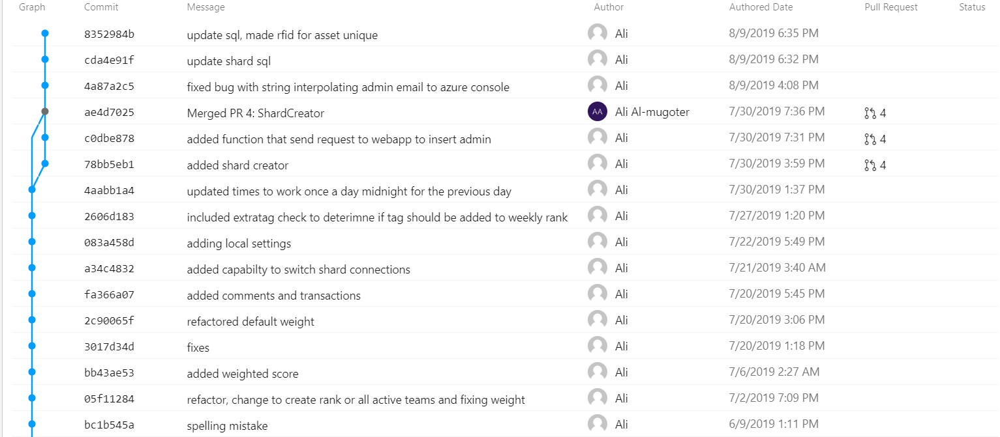 Graph Commit Message Author Authored Date Pull Request Status
8352984b update sql, made rfid for asset unique Ali 8/9/2019 6:35 PM
cda4e91f update shard sql Ali 8/9/2019 6:32 PM
4a87a2c5 fixed bug with string interpolating admin email to azure console Ali 8/9/2019 4:08 PM
ae4d7025 Merged PR 4: ShardCreator AA Ali Al-mugoter 7/30/2019 7:36 PM 4
c0dbe878 added function that send request to webapp to insert admin Ali 7/30/2019 7:31 PM 4
78bb5eb1 added shard creator Ali 7/30/2019 3:59 PM 4
4aabb1a4 updated times to work once a day midnight for the previous day Ali 7/30/2019 1:37 PM
2606d183 included extratag check to deterimne if tag should be added to weekly rank Ali 7/27/2019 1:20 PM
083a458d adding local settings Ali 7/22/2019 5:49 PM
a34c4832 added capabilty to switch shard connections Ali 7/21/2019 3:40 AM
fa366a07 added comments and transactions Ali 7/20/2019 5:45 PM
2c90065f refactored default weight Ali 7/20/2019 3:06 PM
3017d34d fixes Ali 7/20/2019 1:18 PM
bb43ae53 added weighted score Ali 7/6/2019 2:27 AM
05f11284 refactor, change to create rank or all active teams and fixing weight Ali 7/2/2019 7:09 PM
bc1b545a spelling mistake Ali 6/9/2019 1:11 PM